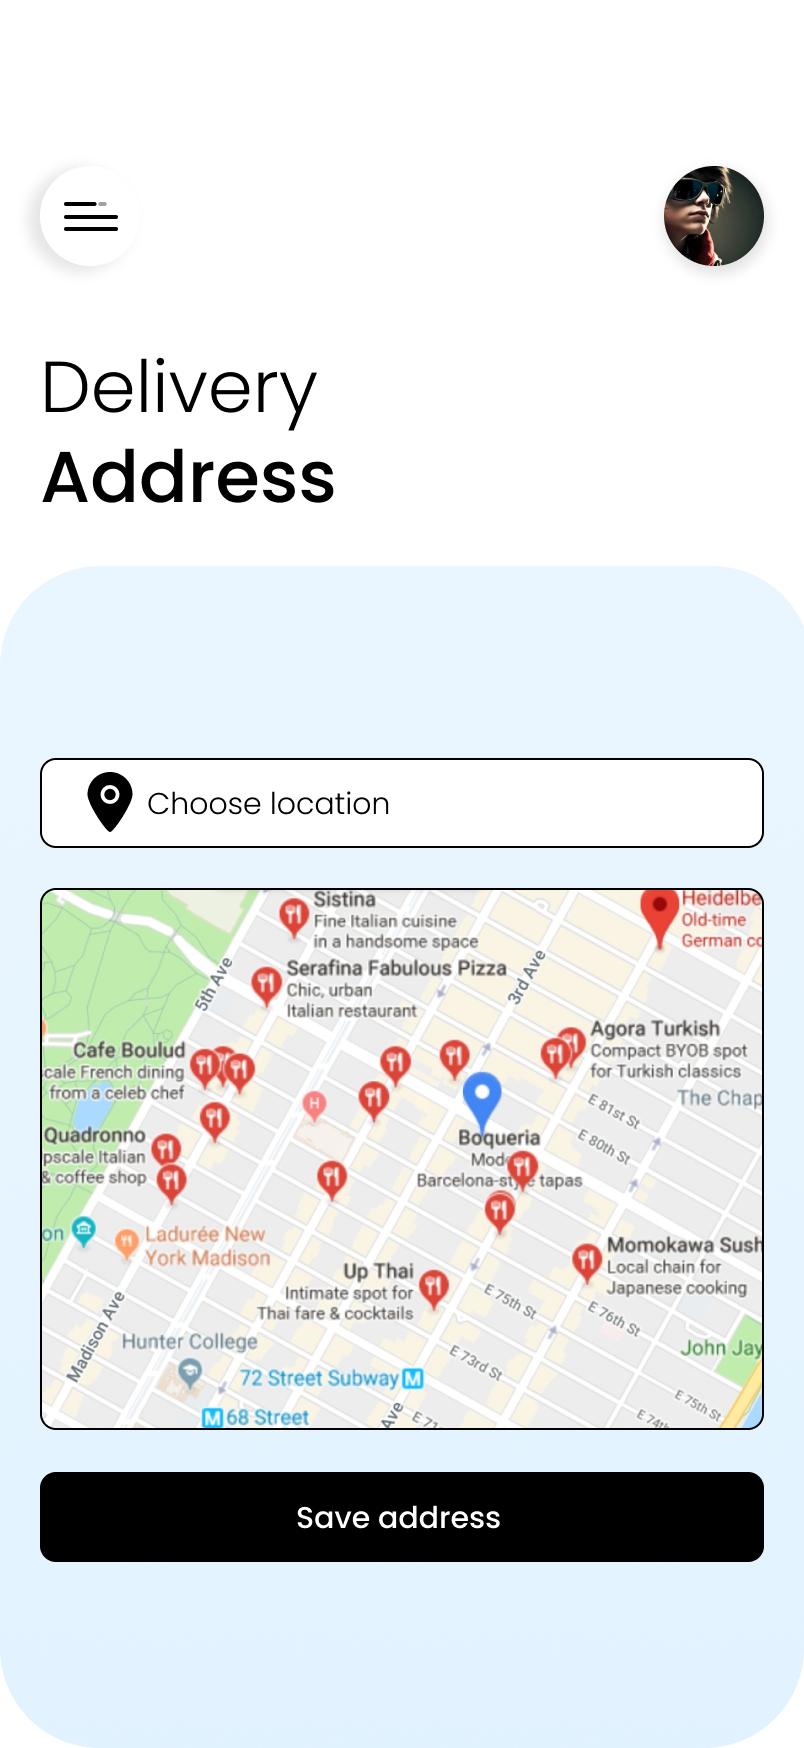 Delivery
Address
Choose location
Sistina
Fine Italian cuisine
in a handsome space
Heidelbe
Old-time
German co
Serafina Fabulous Pizza
Chic, urban
Italian restaurant
5th Ave
3rd Ave
Agora Turkish
Compact BYOB spot
for Turkish classics
Cafe Boulud
cale French dining
from a celeb chef
The Chap
E 81st St
H
E 80th St
Quadronno
pscale Italian
& coffee shop
Boqueria
Mod
Barcelona-style tapas
on
Ladurée New
York Madison
Momokawa Sush
Local chain for
Japanese cooking
Up Thai
Intimate spot for
Thai fare & cocktails
E 75th St
E 76th St
Madison Ave
Hunter College
John Jay
E 73rd St
72 Street Subway M
E 75th St
M 68 Street
Ave
E 71
E 74th
Save address